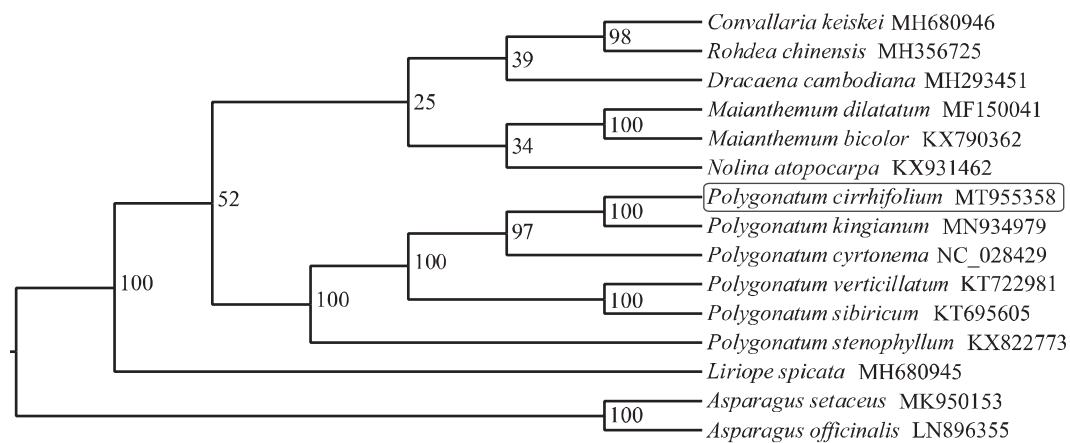 Convallaria keiskei MH680946
98
Rohdea chinensis MH356725
39
Dracaena cambodiana MH293451
25
Maianthemum dilatatum MF150041
100
Maianthemum bicolor KX790362
34
Nolina atopocarpa KX931462
52
Polygonatum cirrhifolium MT955358
100
Polygonatum kingianum MN934979
97
Polygonatum cyrtonema NC_028429
100
Polygonatum verticillatum KT722981
100
100
100
Polygonatum sibiricum KT695605
Polygonatum stenophyllum KX822773
Liriope spicata MH680945
Asparagus setaceus MK950153
100
Asparagus officinalis LN896355